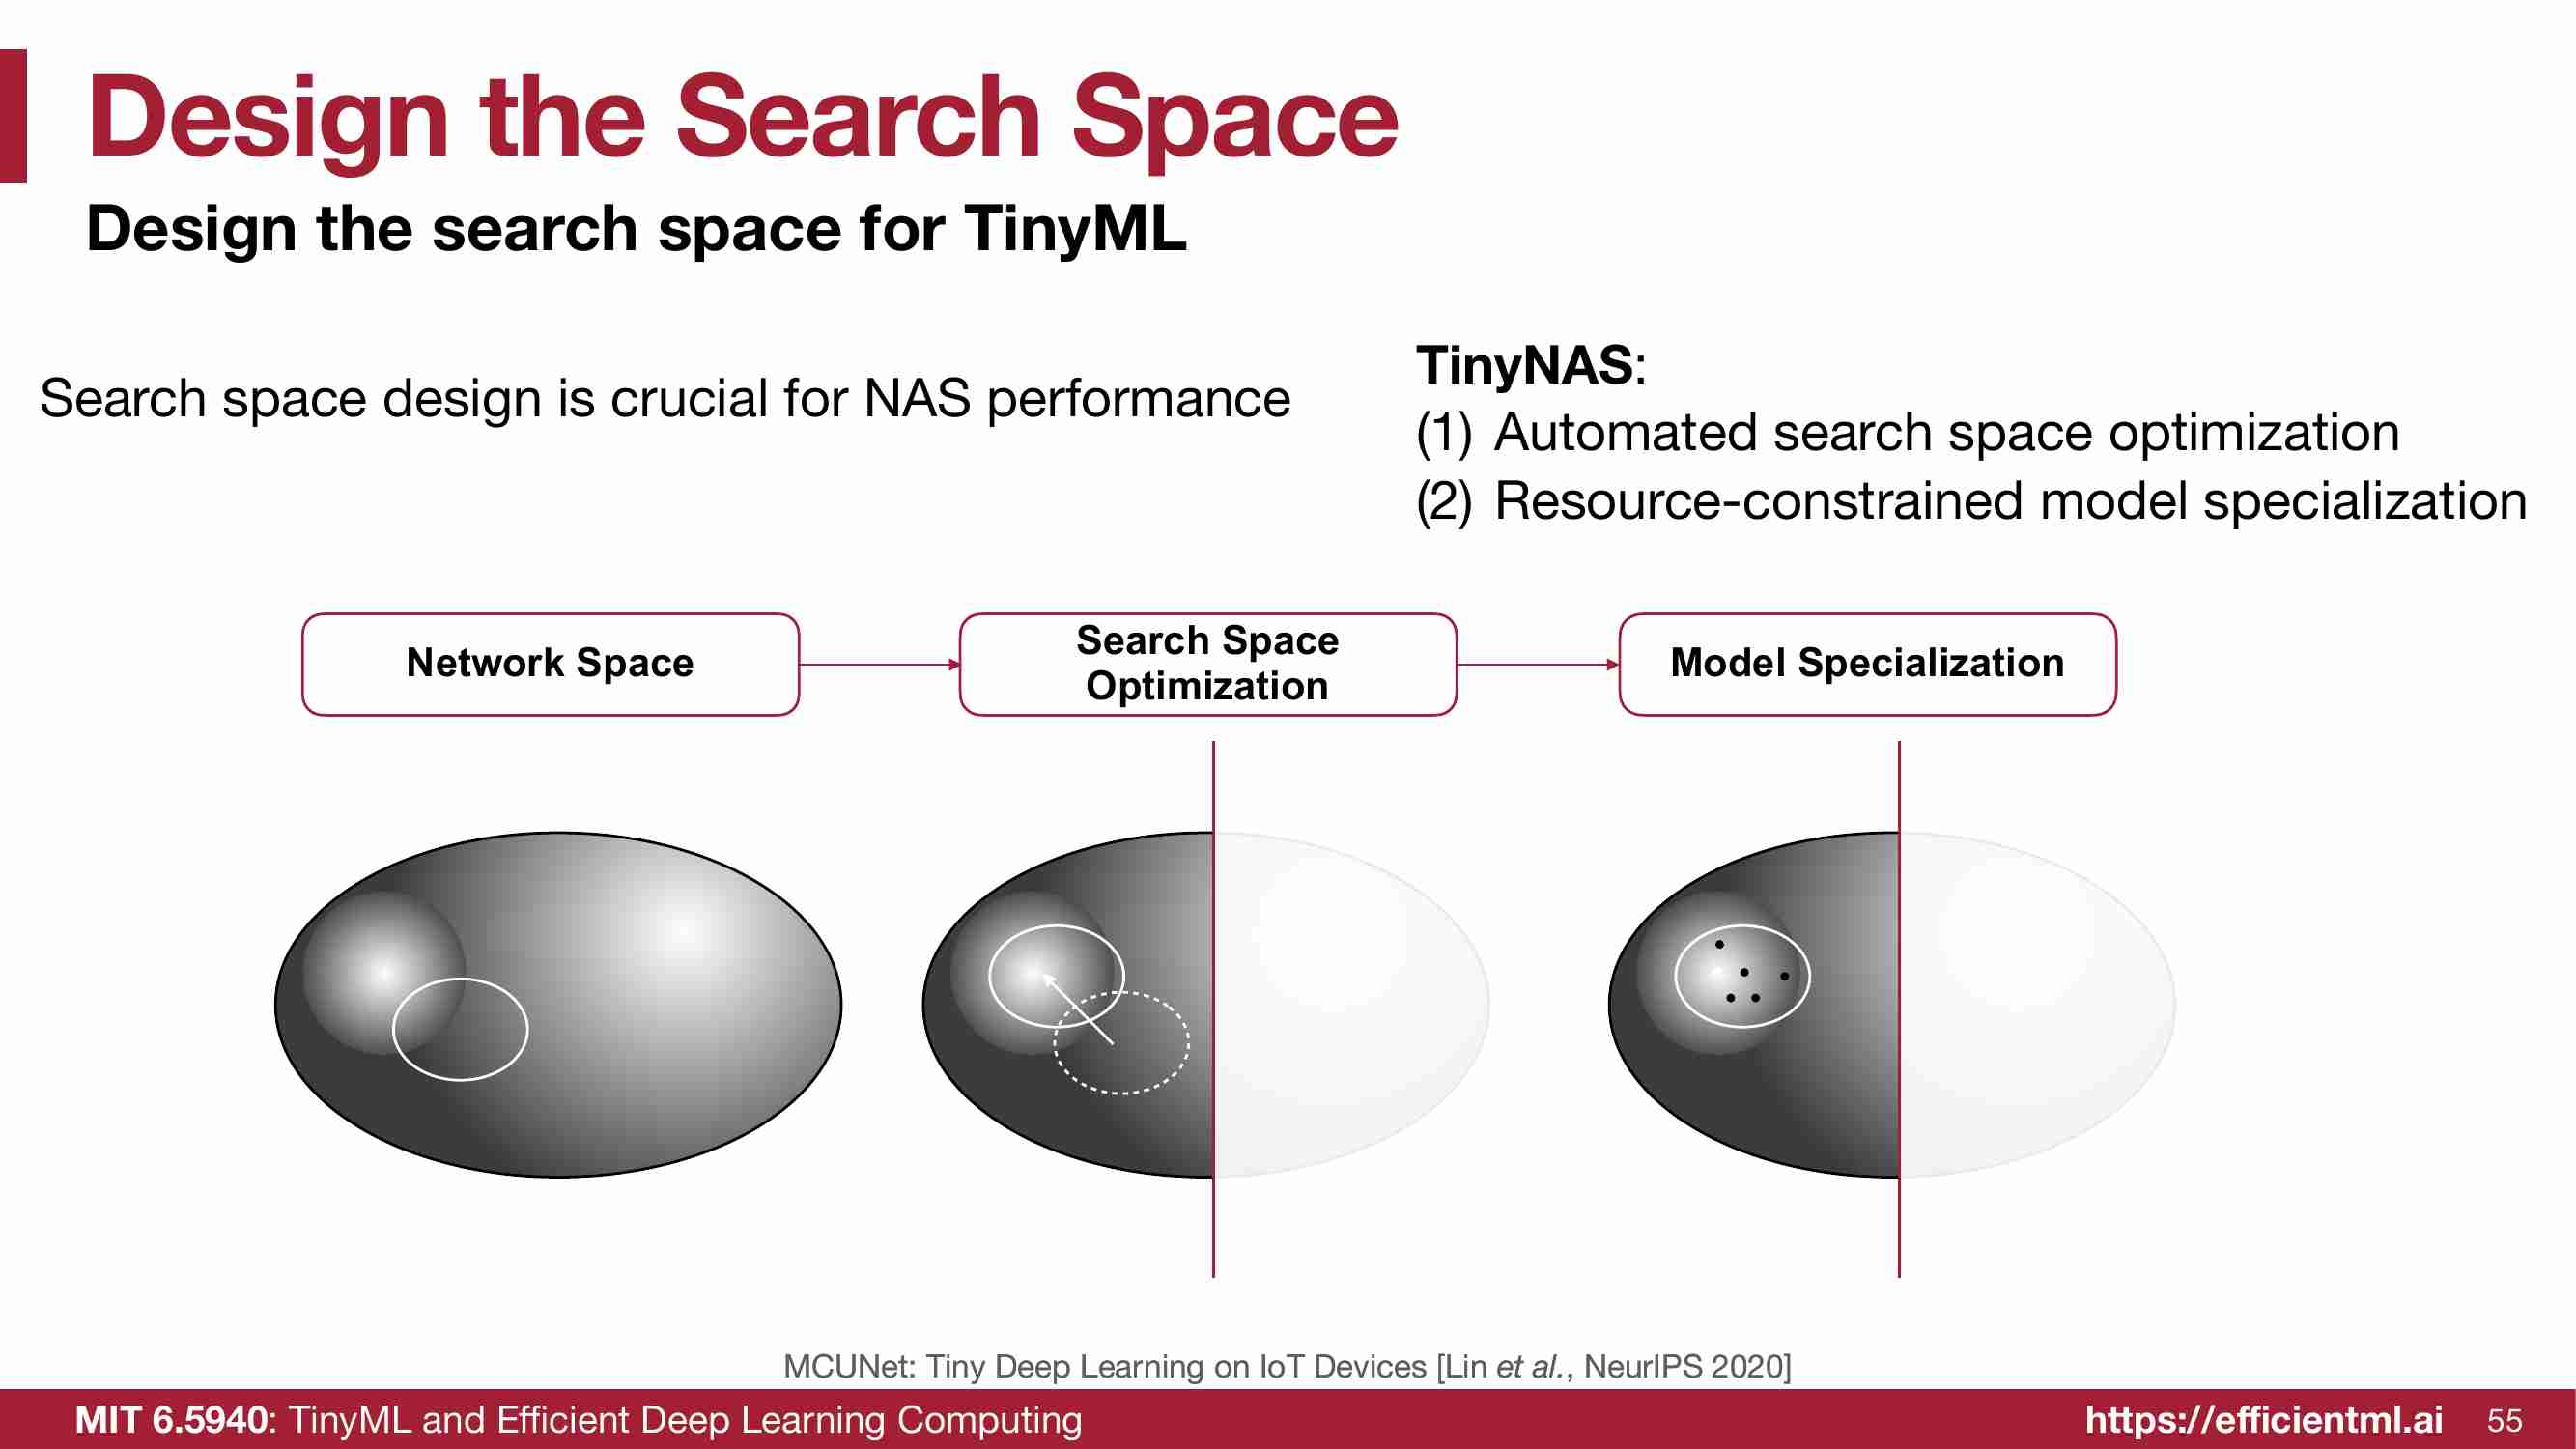 Design the Search Space
Design the search space for TinyML
Search space design is crucial for NAS performance
TinyNAS:
(1) Automated search space optimization
(2) Resource-constrained model specialization
Network Space
Search Space
Optimization
Model Specialization
MCUNet: Tiny Deep Learning on IoT Devices [Lin et al., NeurIPS 2020]
MIT 6.5940: TinyML and Efficient Deep Learning Computing
https://efficientml.ai
55